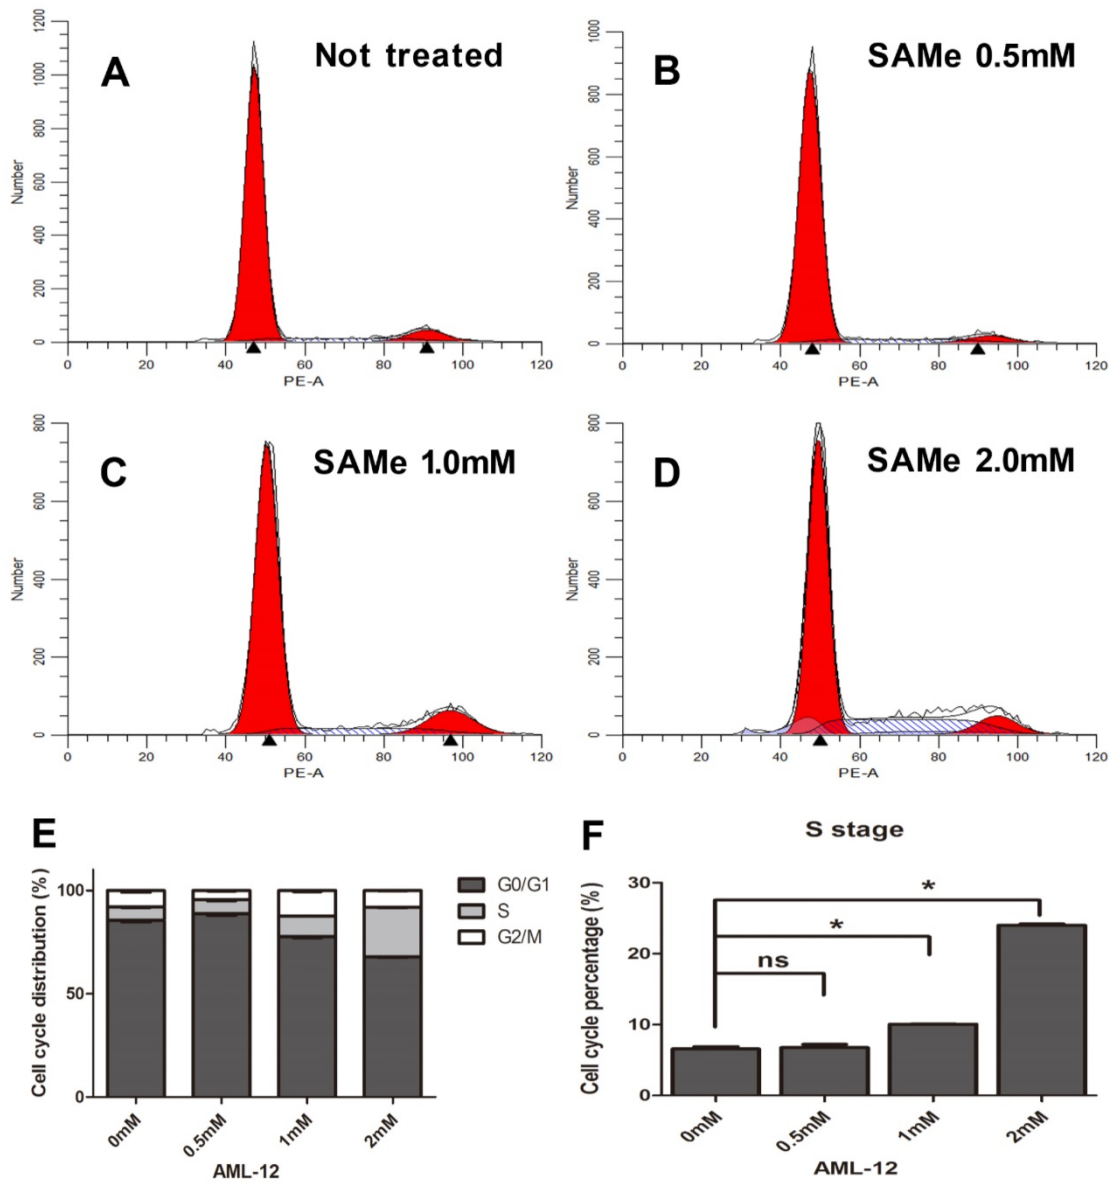 A
Not treated
Number
0
200
400
600
800
1000
1200
0
20
40
60
80
100
120
PE-A
B
SAMe 0.5mM
Number
0
200
400
600
800
1000
0
20
40
60
80
100
120
PE-A
C
SAMe 1.0mM
Number
0
200
400
600
800
0
20
40
60
80
100
120
PE-A
D
SAMe 2.0mM
Number
0
200
400
600
800
0
20
40
60
80
100
120
PE-A
E
Cell cycle distribution (%)
100
50
0
G0/G1
S
G2/M
0mM
0.5mM
1mM
2mM
AML-12
F
S stage
Cell cycle percentage (%)
30
20
10
0
*
*
ns
0mM
0.5mM
1mM
2mM
AML-12